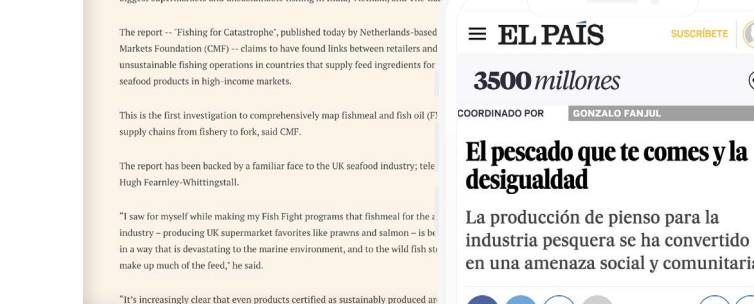 The report -- "Fishing for Catastrophe", published today by Netherlands-based
Markets Foundation (CMF) -- claims to have found links between retailers and
unsustainable fishing operations in countries that supply feed ingredients for
seafood products in high-income markets.
This is the first investigation to comprehensively map fishmeal and fish oil
supply chains from fishery to fork, said CMF.
The report has been backed by a familiar face to the UK seafood industry;
Hugh Fearnley-Whittingstall.
“I saw for myself while making my Fish Fight programs that fishmeal for the
industry – producing UK supermarket favorites like prawns and salmon – is
in a way that is devastating to the marine environment, and to the wild fish
make up much of the feed," he said.
“It's increasingly clear that even products certified as sustainably produced
EL PAÍS
SUSCRÍBETE
3500 millones
COORDINADO POR GONZALO FANJUL
El pescado que te comes y la
desigualdad
La producción de pienso para la
industria pesquera se ha convertido
en una amenaza social y